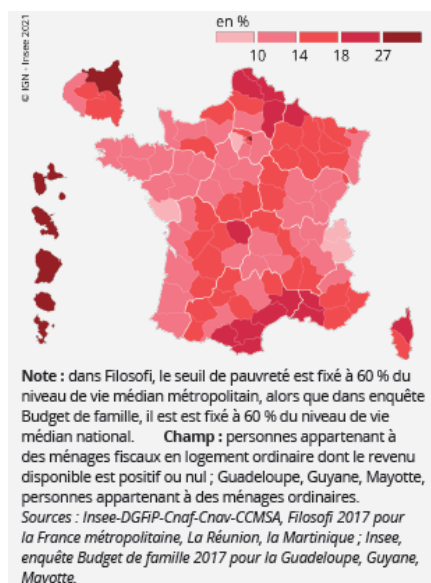 © IGN - Insee 2021
en %
10 14 18 27
Note : dans Filosofi, le seuil de pauvreté est fixé à 60 % du
niveau de vie médian métropolitain, alors que dans enquête
Budget de famille, il est est fixé à 60 % du niveau de vie
médian national. Champ : personnes appartenant à
des ménages fiscaux en logement ordinaire dont le revenu
disponible est positif ou nul ; Guadeloupe, Guyane, Mayotte,
personnes appartenant à des ménages ordinaires.
Sources : Insee-DGFiP-Cnaf-Cnav-CCMSA, Filosofi 2017 pour
la France métropolitaine, La Réunion, la Martinique ; Insee,
enquête Budget de famille 2017 pour la Guadeloupe, Guyane,
Mayotte.